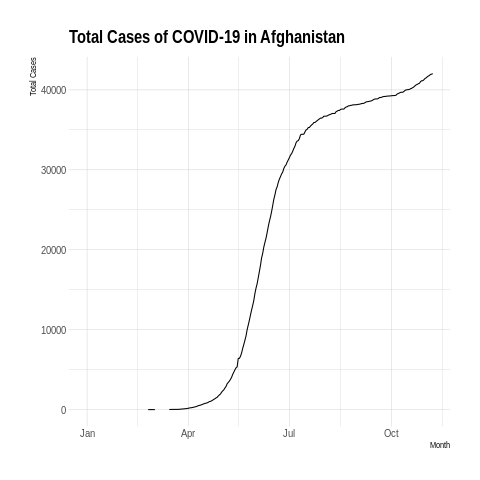 Total Cases of COVID-19 in Afghanistan
Total Cases
40000
30000
20000
10000
0
Jan Apr Jul Oct
Month